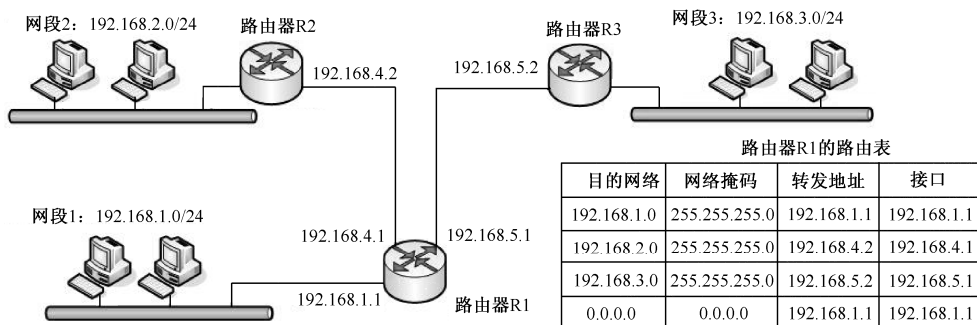 网段2：192.168.2.0/24
路由器R2
192.168.4.2
路由器R3
192.168.5.2
网段3：192.168.3.0/24
网段1：192.168.1.0/24
192.168.4.1
192.168.5.1
192.168.1.1
路由器R1
路由器R1的路由表
目的网络 网络掩码 转发地址 接口
192.168.1.0 255.255.255.0 192.168.1.1 192.168.1.1
192.168.2.0 255.255.255.0 192.168.4.2 192.168.4.1
192.168.3.0 255.255.255.0 192.168.5.2 192.168.5.1
0.0.0.0 0.0.0.0 192.168.1.1 192.168.1.1